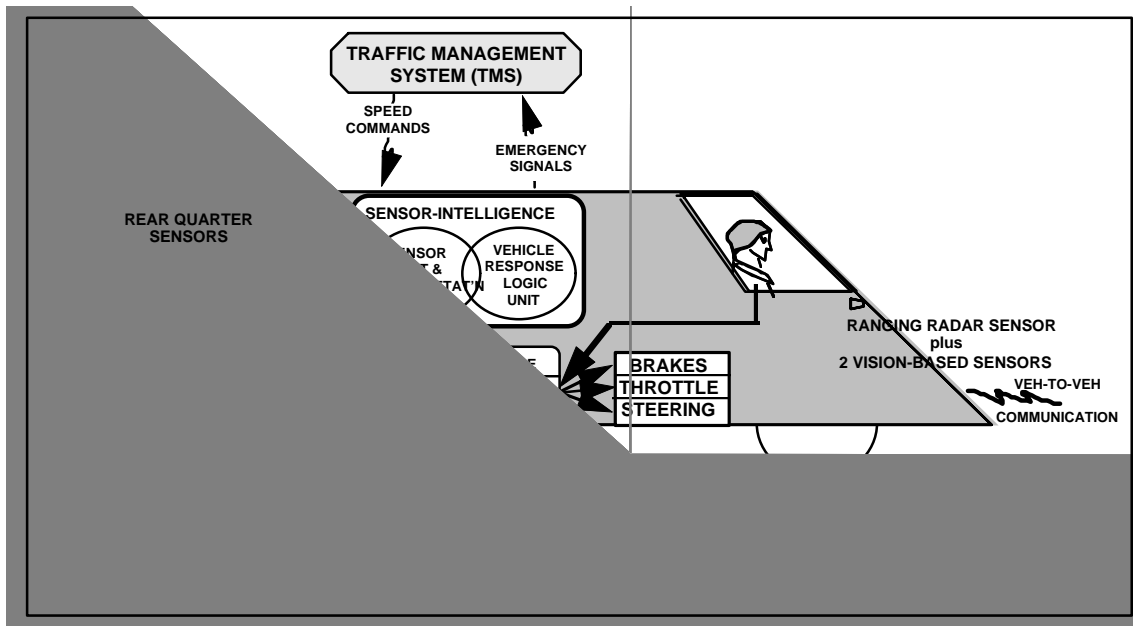 TRAFFIC MANAGEMENT
SYSTEM (TMS)
SPEED
COMMANDS
EMERGENCY
SIGNALS
REAR QUARTER
SENSORS
SENSOR-INTELLIGENCE
VEHICLE
RESPONSE
LOGIC
UNIT
&
RANGING RADAR SENSOR
plus
2 VISION-BASED SENSORS
BRAKES
THROTTLE
STEERING
VEH-TO-VEH
COMMUNICATION